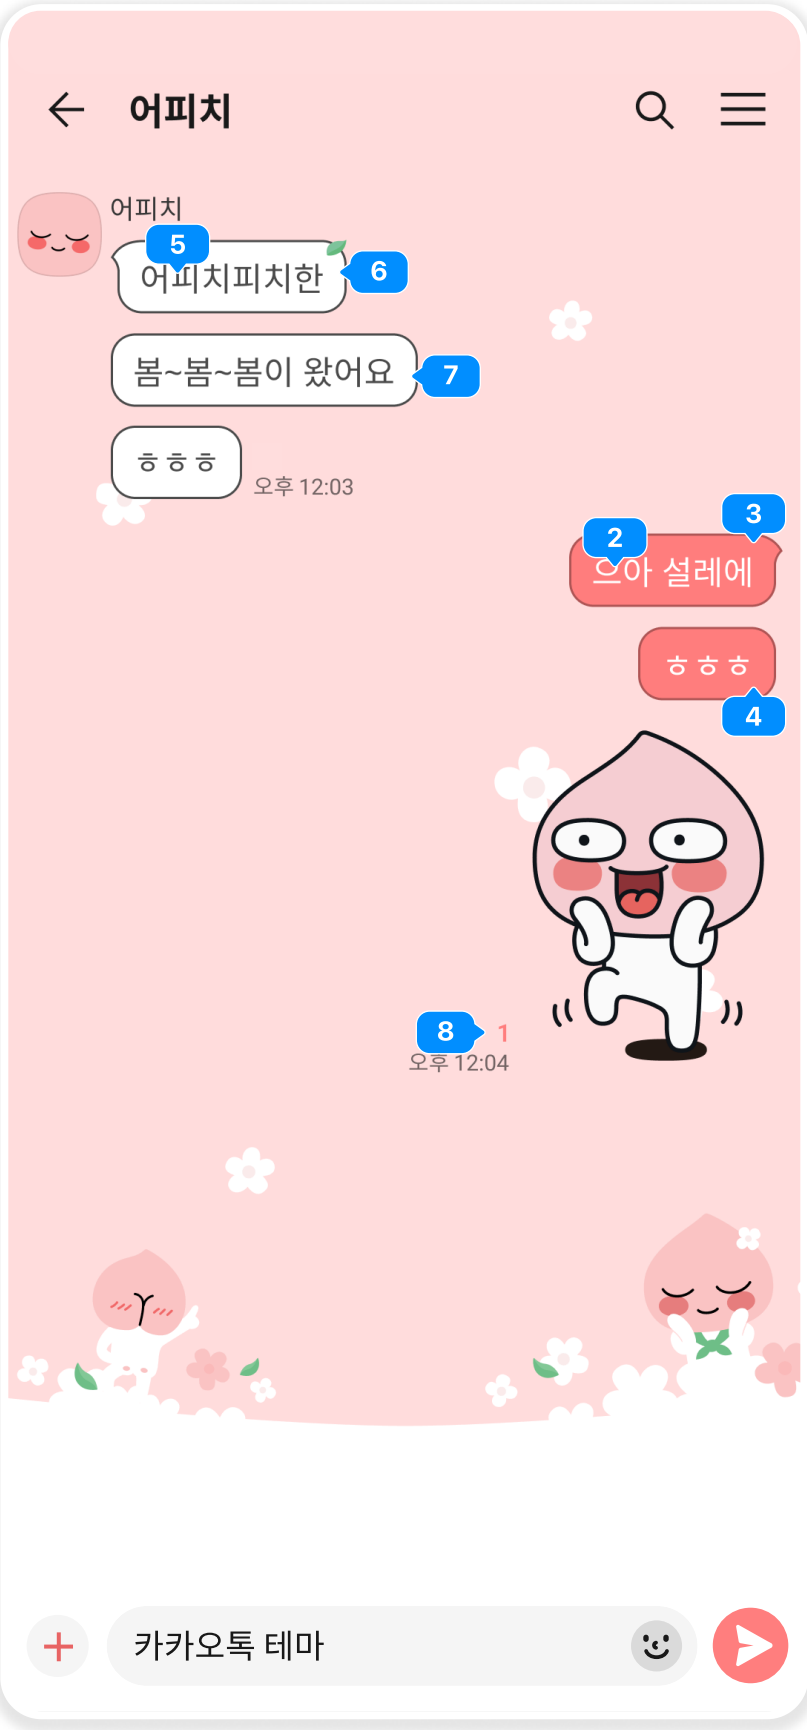 어피치
어피치
5
어피치피치한
6
봄~봄~봄이 왔어요
7
ㅎㅎㅎ
오후 12:03
3
2
으아 설레에
ㅎㅎㅎ
4
8
1
오후 12:04
카카오톡 테마